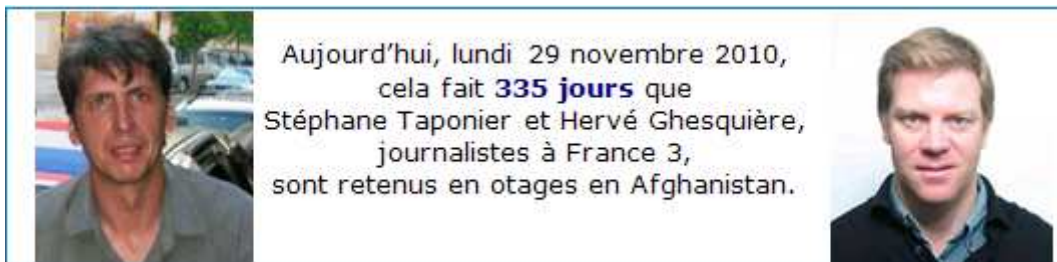 Aujourd’hui, lundi 29 novembre 2010,
cela fait 335 jours que
Stéphane Taponier et Hervé Ghesquière,
journalistes à France 3,
sont retenus en otages en Afghanistan.